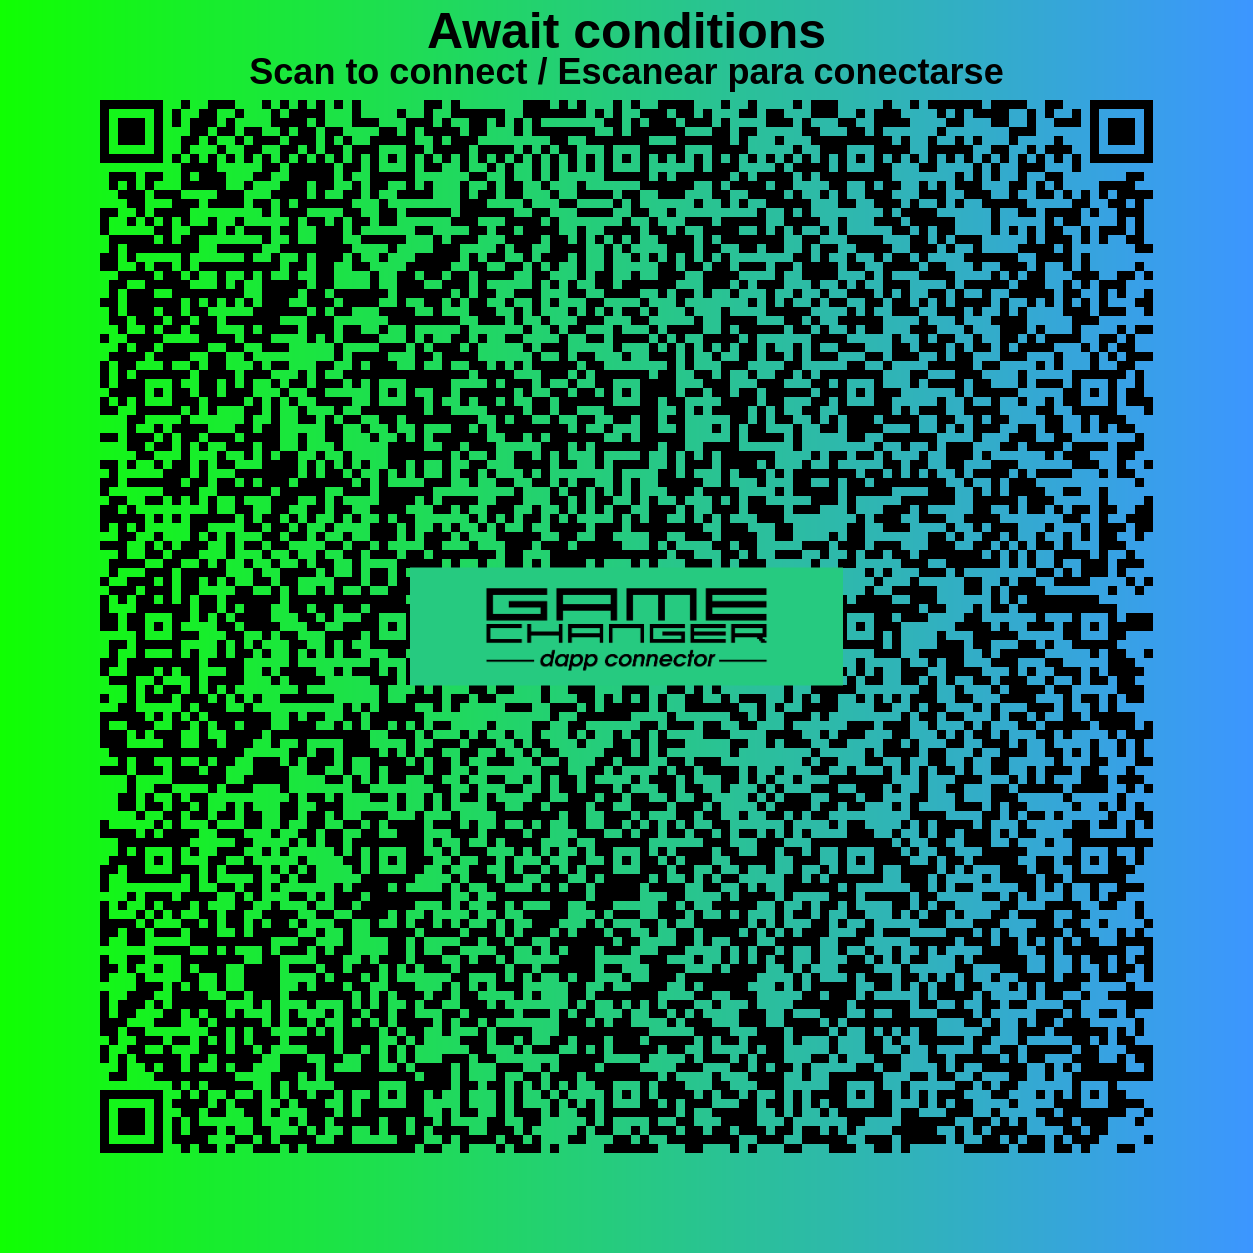 Await conditions
Scan to connect / Escanear para conectarse
GAME
CHANGER
dapp connector